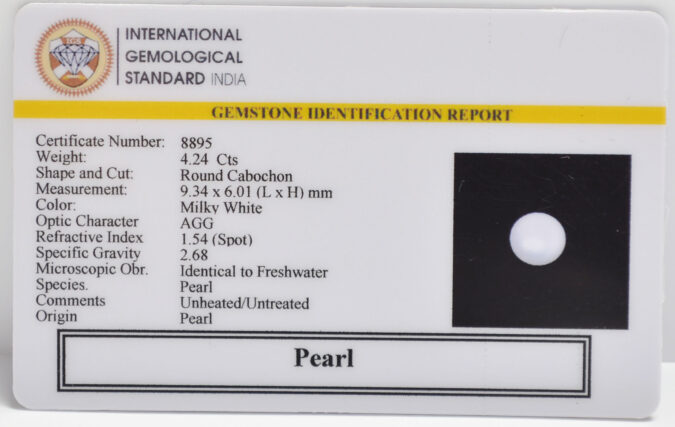 IGS
INTERNATIONAL
GEMOLOGICAL
STANDARD INDIA
GEMSTONE IDENTIFICATION REPORT
Certificate Number: 8895
Weight: 4.24 Cts
Shape and Cut: Round Cabochon
Measurement: 9.34 x 6.01 (L x H) mm
Color: Milky White
Optic Character AGG
Refractive Index 1.54 (Spot)
Specific Gravity 2.68
Microscopic Obr. Identical to Freshwater
Species. Pearl
Comments Unheated/Untreated
Origin Pearl
Pearl